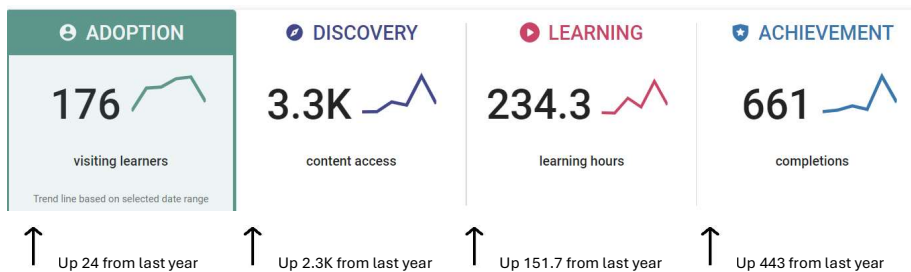 ADOPTION
176
visiting learners
Trend line based on selected date range
Up 24 from last year
DISCOVERY
3.3K
content access
Up 2.3K from last year
LEARNING
234.3
learning hours
Up 151.7 from last year
ACHIEVEMENT
661
completions
Up 443 from last year